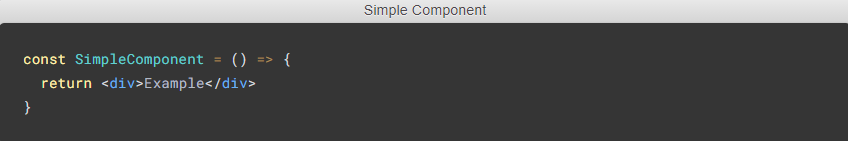 Simple Component
const SimpleComponent = () => {
  return <div>Example</div>
}